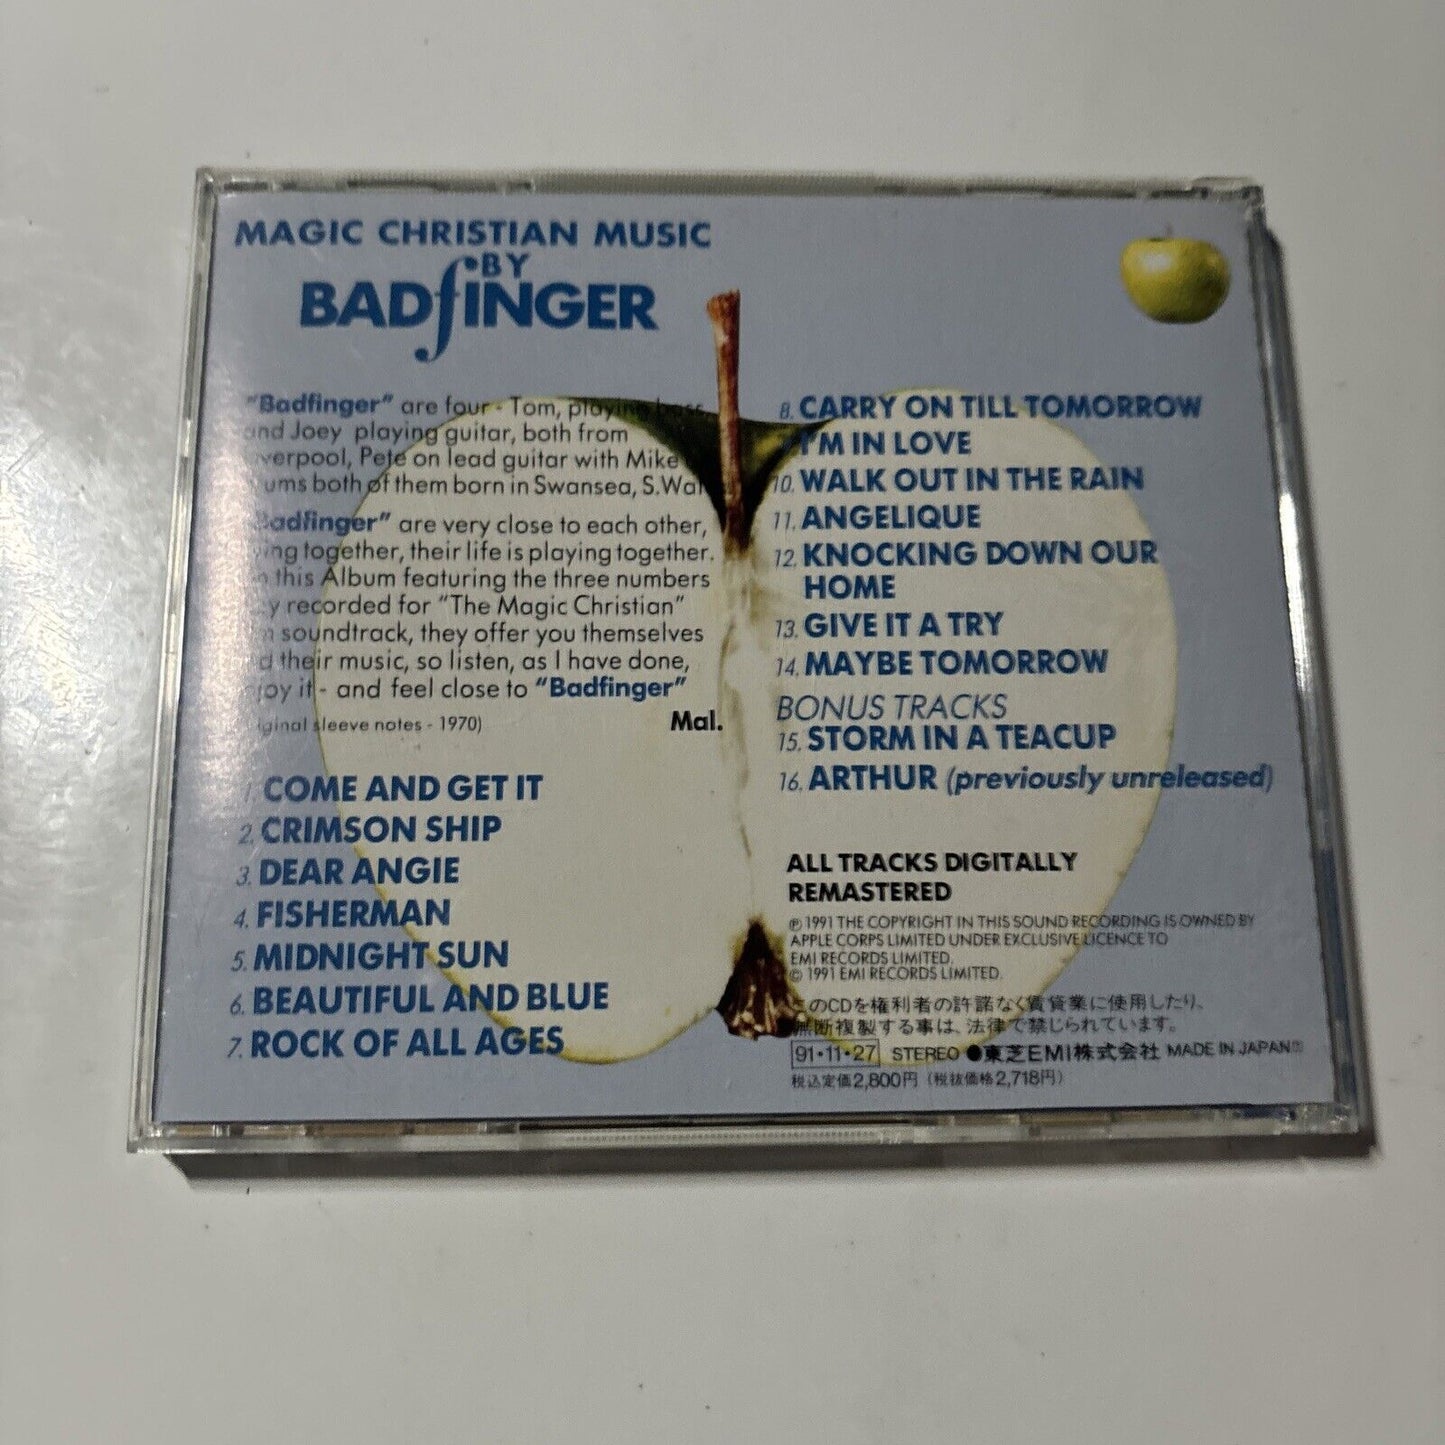 MAGIC CHRISTIAN MUSIC
BY
BADfINGER
"Badfinger" are four - Tom, playing bass
and Joey playing guitar, both from
verpool, Pete on lead guitar with Mike
ums both of them born in Swansea, S.Wal
Badfinger" are very close to each other,
ing together, their life is playing together.
this Album featuring the three numbers
y recorded for "The Magic Christian"
soundtrack, they offer you themselves
d their music, so listen, as I have done,
joy it - and feel close to "Badfinger"
ginal sleeve notes - 1970) Mal.
1. COME AND GET IT
2. CRIMSON SHIP
3. DEAR ANGIE
4. FISHERMAN
5. MIDNIGHT SUN
6. BEAUTIFUL AND BLUE
7. ROCK OF ALL AGES
8. CARRY ON TILL TOMORROW
I'M IN LOVE
10. WALK OUT IN THE RAIN
11. ANGELIQUE
12. KNOCKING DOWN OUR
HOME
13. GIVE IT A TRY
14. MAYBE TOMORROW
BONUS TRACKS
15. STORM IN A TEACUP
16. ARTHUR (previously unreleased)
ALL TRACKS DIGITALLY
REMASTERED
℗ 1991 THE COPYRIGHT IN THIS SOUND RECORDING IS OWNED BY
APPLE CORPS LIMITED UNDER EXCLUSIVE LICENCE TO
EMI RECORDS LIMITED.
© 1991 EMI RECORDS LIMITED.
このCDを権利者の許諾なく賃貸業に使用したり、
無断複製する事は、法律で禁じられています。
91・11・27 STEREO ●東芝EMI株式会社 MADE IN JAPAN
税込定価2,800円（税抜価格2,718円）